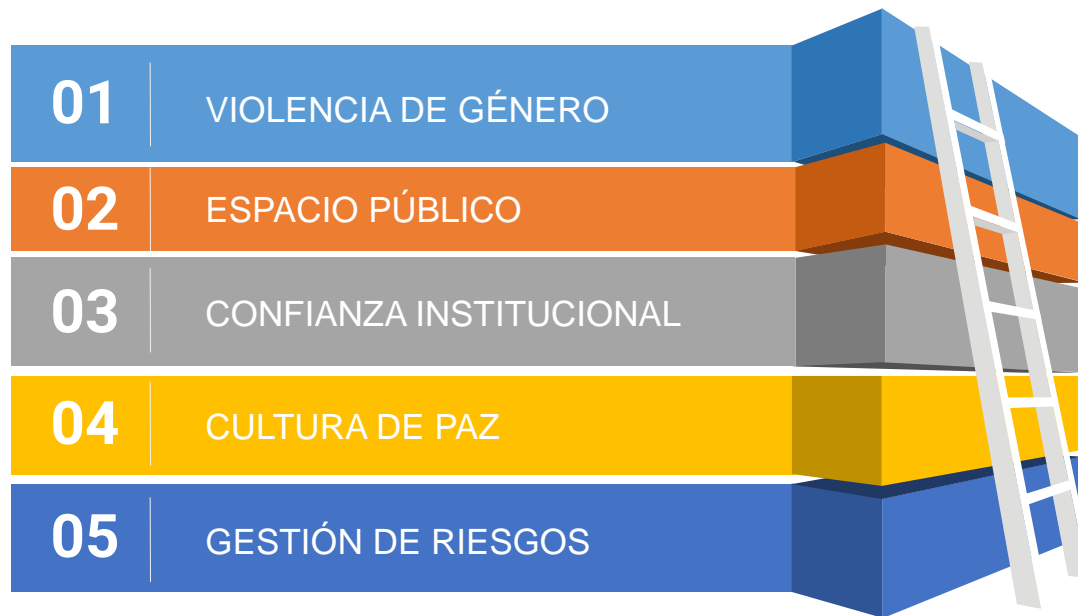 01 VIOLENCIA DE GÉNERO
02 ESPACIO PÚBLICO
03 CONFIANZA INSTITUCIONAL
04 CULTURA DE PAZ
05 GESTIÓN DE RIESGOS